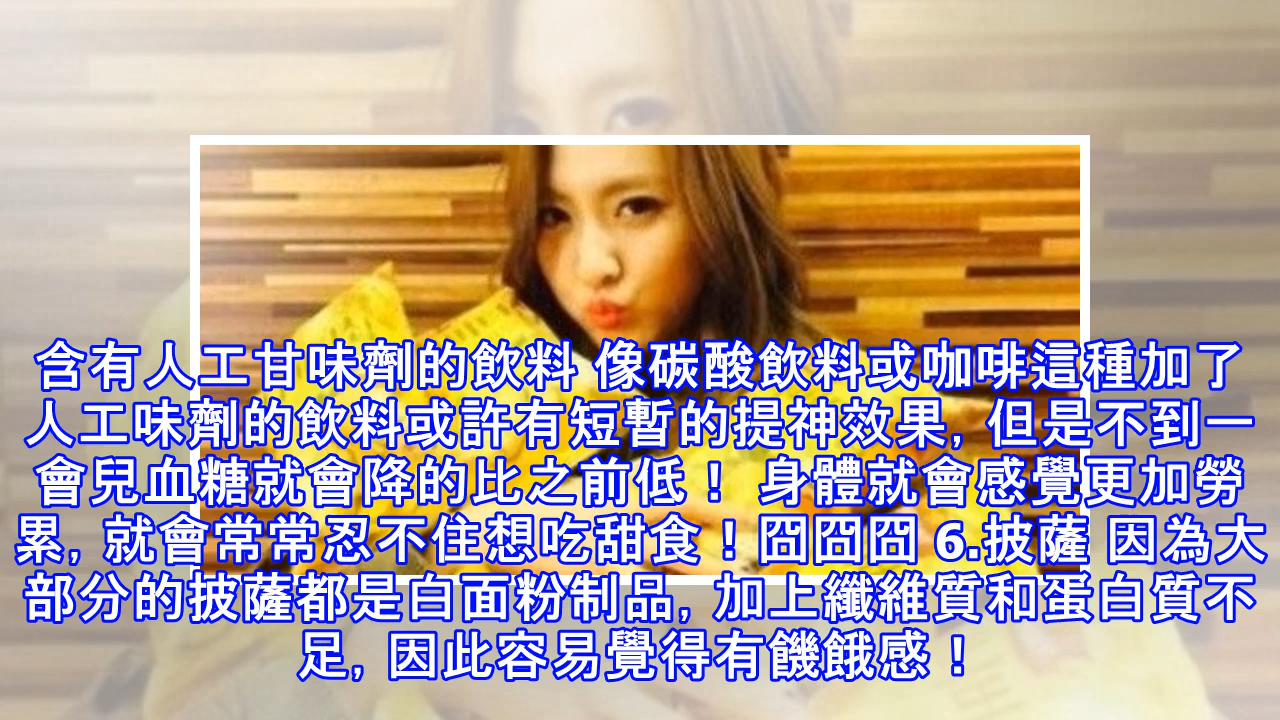 含有人工甘味劑的飲料 像碳酸飲料或咖啡這種加了
人工味劑的飲料或許有短暫的提神效果, 但是不到一
會兒血糖就會降的比之前低！ 身體就會感覺更加勞
累, 就會常常忍不住想吃甜食！囧囧囧 6.披薩 因為大
部分的披薩都是白面粉制品, 加上纖維質和蛋白質不
足, 因此容易覺得有饑餓感！